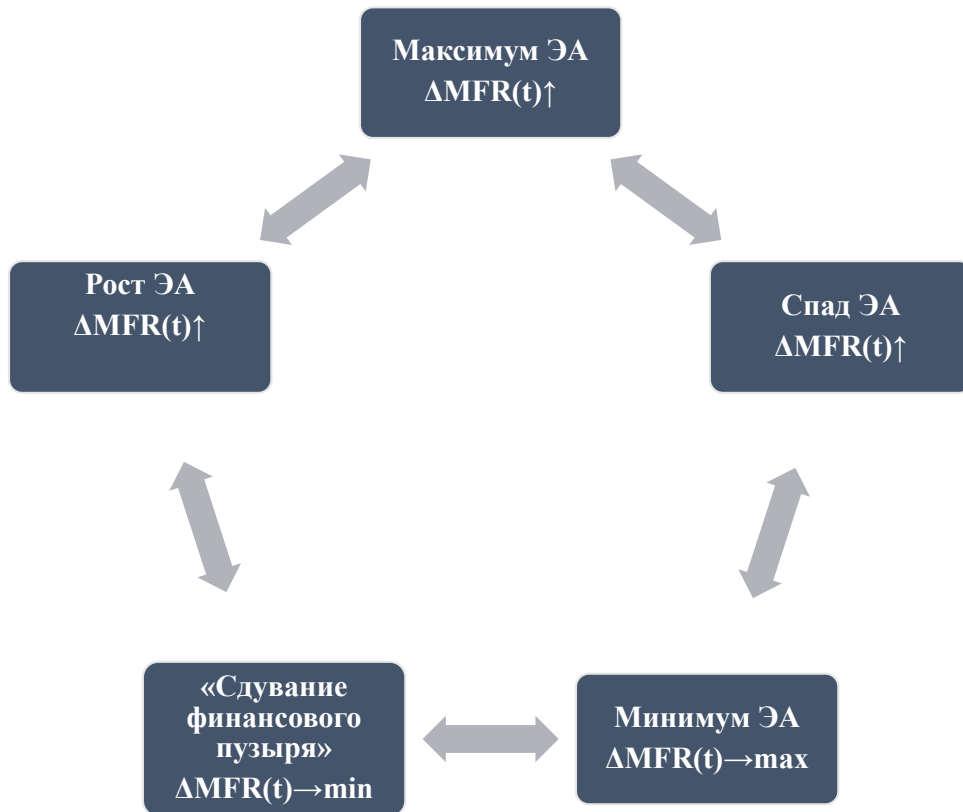 Максимум ЭА
ΔMFR(t)↑
Рост ЭА
ΔMFR(t)↑
Спад ЭА
ΔMFR(t)↑
«Сдувание
финансового
пузыря»
ΔMFR(t)→min
Минимум ЭА
ΔMFR(t)→max